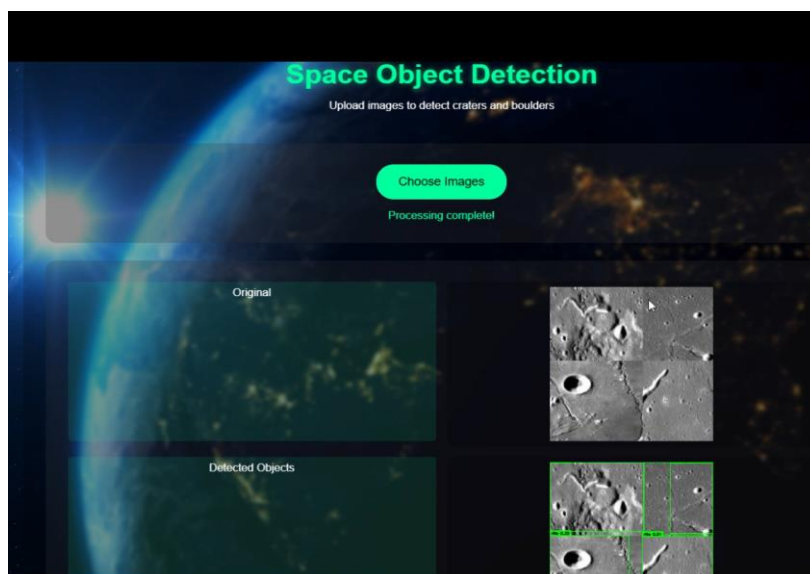 Space Object Detection
Upload images to detect craters and boulders
Choose Images
Processing complete!
Original
Detected Objects